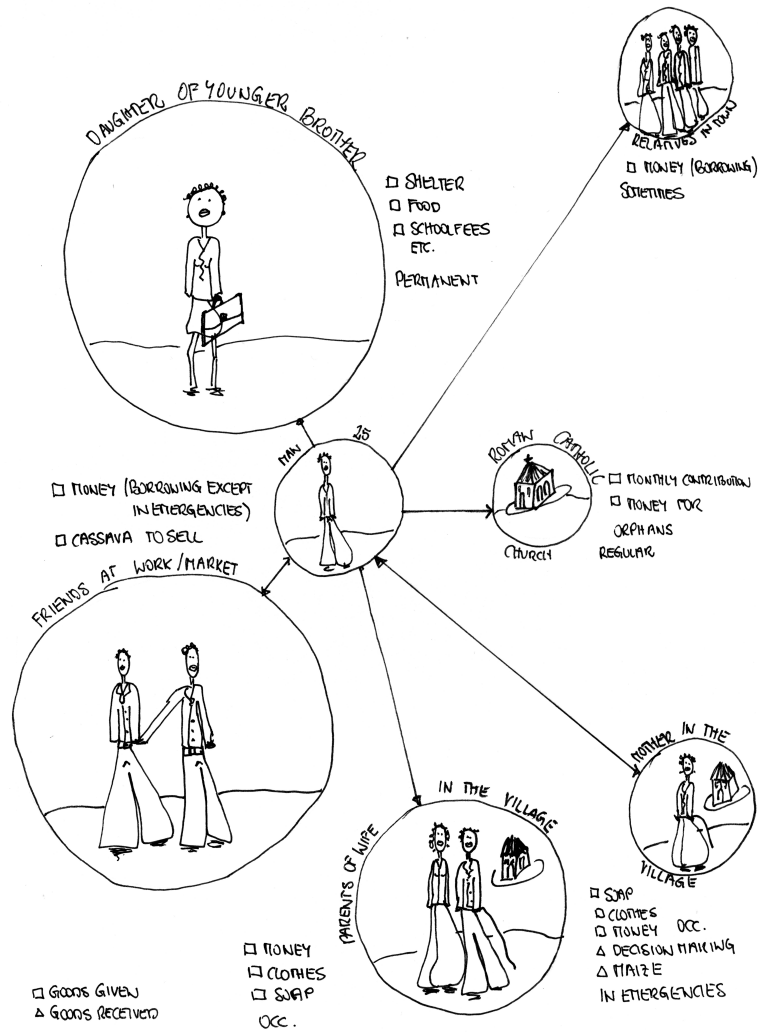 DAUGHTER OF YOUNGER BROTHER
□ SHELTER
□ FOOD
□ SCHOOLFEES
ETC.
PERMANENT
RELATIVES IN TOWN
□ MONEY (BORROWING)
SOMETIMES
MAN 25
ROMAN CATHOLIC
CHURCH
□ MONTHLY CONTRIBUTION
□ MONEY FOR
ORPHANS
REGULAR
□ MONEY (BORROWING EXCEPT
IN EMERGENCIES)
□ CASSAVA TO SELL
FRIENDS AT WORK/MARKET
PARENTS OF WIFE IN THE VILLAGE
□ MONEY
□ CLOTHES
□ SOAP
OCC.
MOTHER IN THE
VILLAGE
□ SOAP
□ CLOTHES
□ MONEY OCC.
△ DECISION MAKING
△ MAIZE
IN EMERGENCIES
□ GOODS GIVEN
△ GOODS RECEIVED